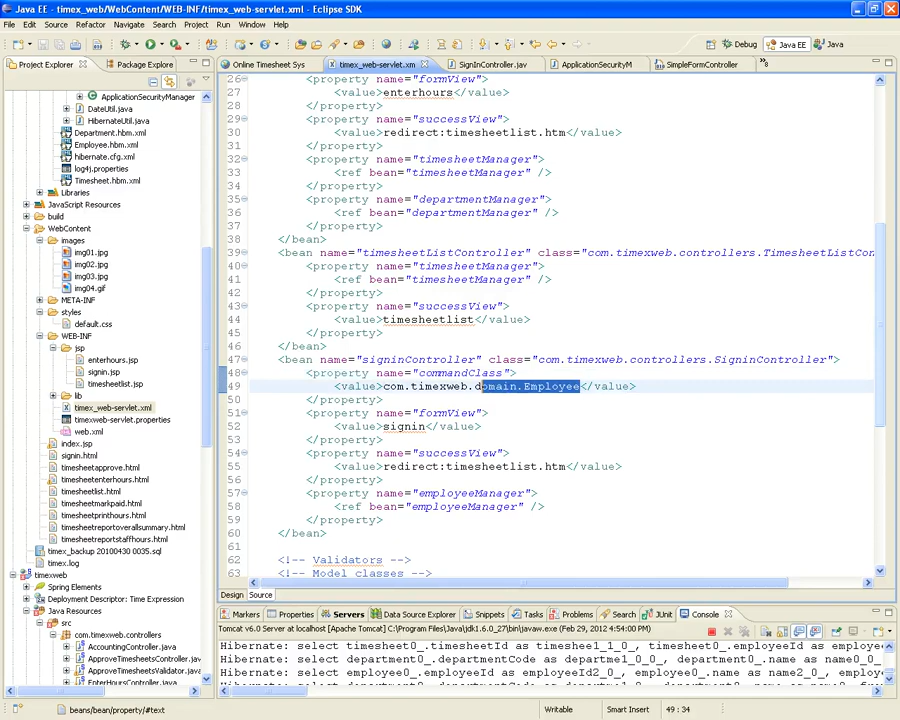 Java EE - timex_web/WebContent/WEB-INF/timex_web-servlet.xml - Eclipse SDK
File Edit Source Refactor Navigate Search Project Run Window Help
Debug Java EE Java
Project Explorer Package Explore
Online Timesheet Sys timex_web-servlet.xm SignInController.jav ApplicationSecurityM SimpleFormController »8
ApplicationSecurityManager
DateUtil.java
HibernateUtil.java
Department.hbm.xml
Employee.hbm.xml
hibernate.cfg.xml
log4j.properties
Timesheet.hbm.xml
Libraries
JavaScript Resources
build
WebContent
images
img01.jpg
img02.jpg
img03.jpg
img04.gif
META-INF
styles
default.css
WEB-INF
jsp
enterhours.jsp
signin.jsp
timesheetlist.jsp
lib
timex_web-servlet.xml
timexweb-servlet.properties
web.xml
index.jsp
signin.html
timesheetapprove.html
timesheetenterhours.html
timesheetlist.html
timesheetmarkpaid.html
timesheetprinthours.html
timesheetreportoverallsummary.html
timesheetreportstaffhours.html
timex_backup 20100430 0035.sql
timex.log
timexweb
Spring Elements
Deployment Descriptor: Time Expression
Java Resources
src
com.timexweb.controllers
AccountingController.java
ApproveTimesheetsController.java
ApproveTimesheetsValidator.java
EnterHoursController.java
26 <property name="formView">
27 <value>enterhours</value>
28 </property>
29 <property name="successView">
30 <value>redirect:timesheetlist.htm</value>
31 </property>
32 <property name="timesheetManager">
33 <ref bean="timesheetManager" />
34 </property>
35 <property name="departmentManager">
36 <ref bean="departmentManager" />
37 </property>
38 </bean>
39 <bean name="timesheetListController" class="com.timexweb.controllers.TimesheetListCon
40 <property name="timesheetManager">
41 <ref bean="timesheetManager" />
42 </property>
43 <property name="successView">
44 <value>timesheetlist</value>
45 </property>
46 </bean>
47 <bean name="signinController" class="com.timexweb.controllers.SigninController">
48 <property name="commandClass">
49 <value>com.timexweb.domain.Employee</value>
50 </property>
51 <property name="formView">
52 <value>signin</value>
53 </property>
54 <property name="successView">
55 <value>redirect:timesheetlist.htm</value>
56 </property>
57 <property name="employeeManager">
58 <ref bean="employeeManager" />
59 </property>
60 </bean>
61
62 <!-- Validators -->
63 <!-- Model classes -->
Design Source
Markers Properties Servers Data Source Explorer Snippets Tasks Problems Search JUnit Console
Tomcat v6.0 Server at localhost [Apache Tomcat] C:\Program Files\Java\jdk1.6.0_27\bin\javaw.exe (Feb 29, 2012 4:54:00 PM)
Hibernate: select timesheet0_.timesheetId as timeshe1_1_0_, timesheet0_.employeeId as employee
Hibernate: select department0_.departmentCode as departme1_0_0_, department0_.name as name0_0_
Hibernate: select employee0_.employeeId as employeeId2_0_, employee0_.name as name2_0_, employe
beans/bean/property/#text Writable Smart Insert 49 : 34